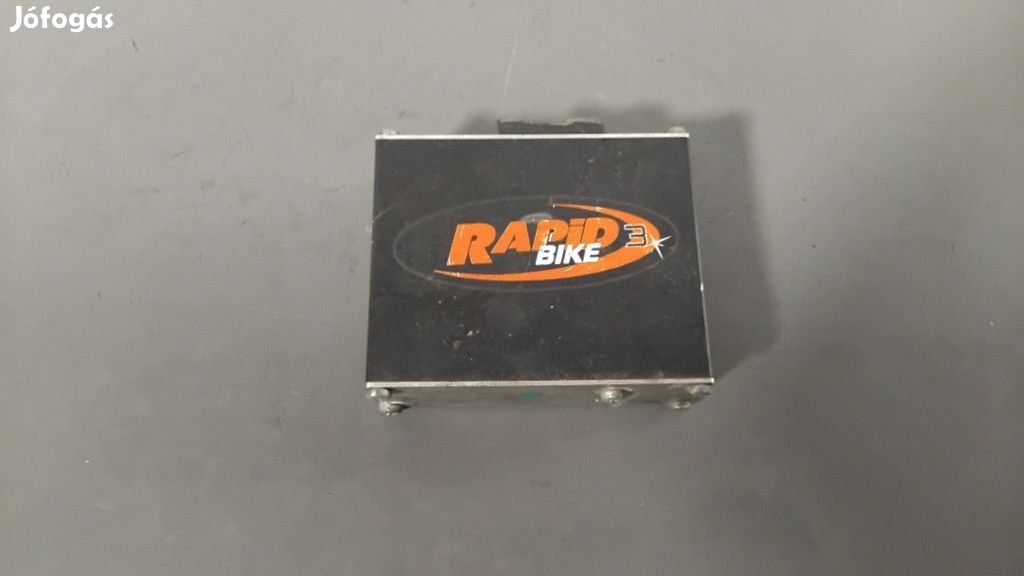 Jófogás
RAPID 3
BIKE